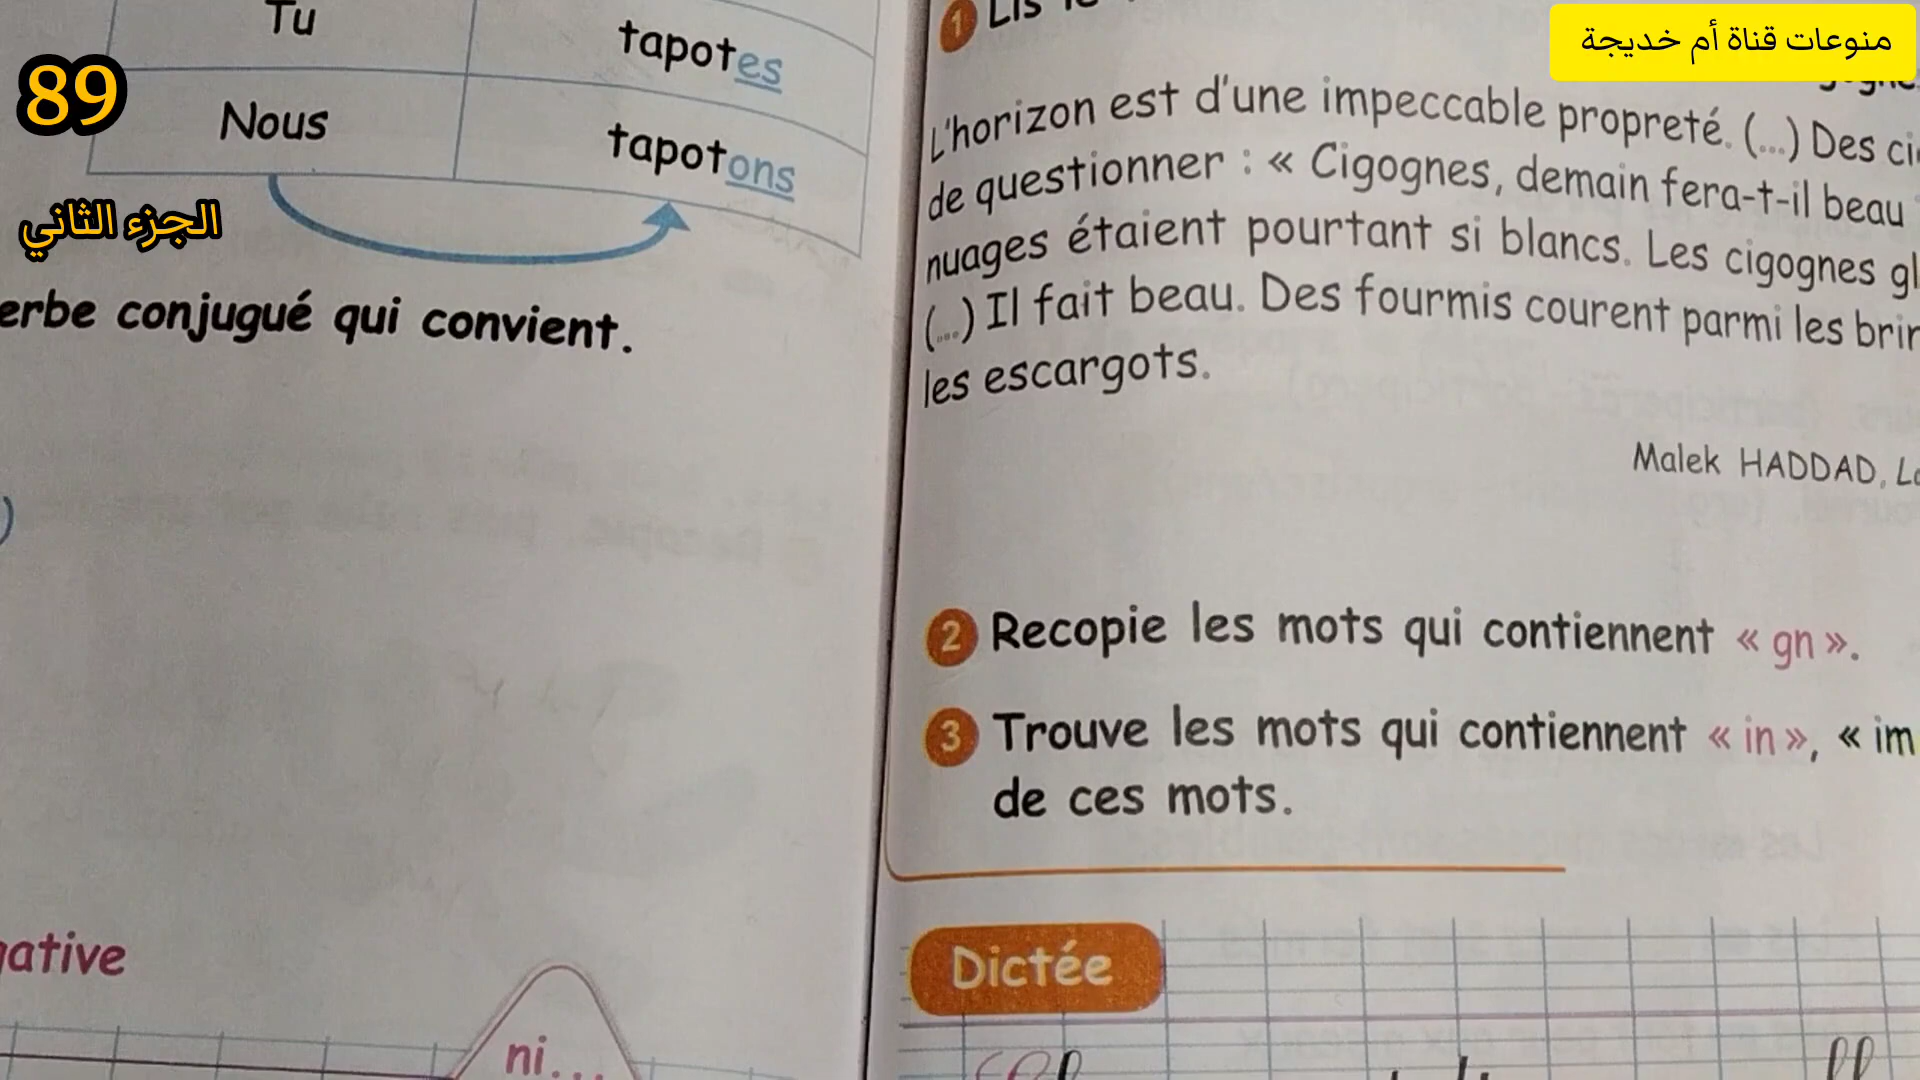 منوعات قناة أم خديجة
89
الجزء الثاني
Tu tapotes
Nous tapotons
conjugué qui convient.
ni...
1 Lis
L'horizon est d'une impeccable propreté. (...) Des
de questionner : « Cigognes, demain fera-t-il beau
nuages étaient pourtant si blancs. Les cigognes
(...) Il fait beau. Des fourmis courent parmi les
les escargots.
Malek HADDAD,
2 Recopie les mots qui contiennent « gn ».
3 Trouve les mots qui contiennent « in », « im
de ces mots.
Dictée